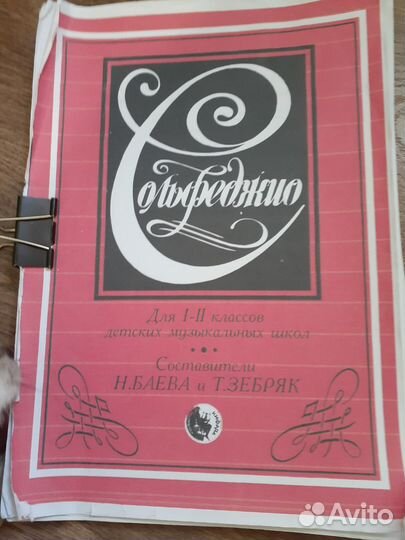 Сольфеджио
Для I-II классов
детских музыкальных школ
Составители
Н.БАЕВА и Т.ЗЕБРЯК
Avito